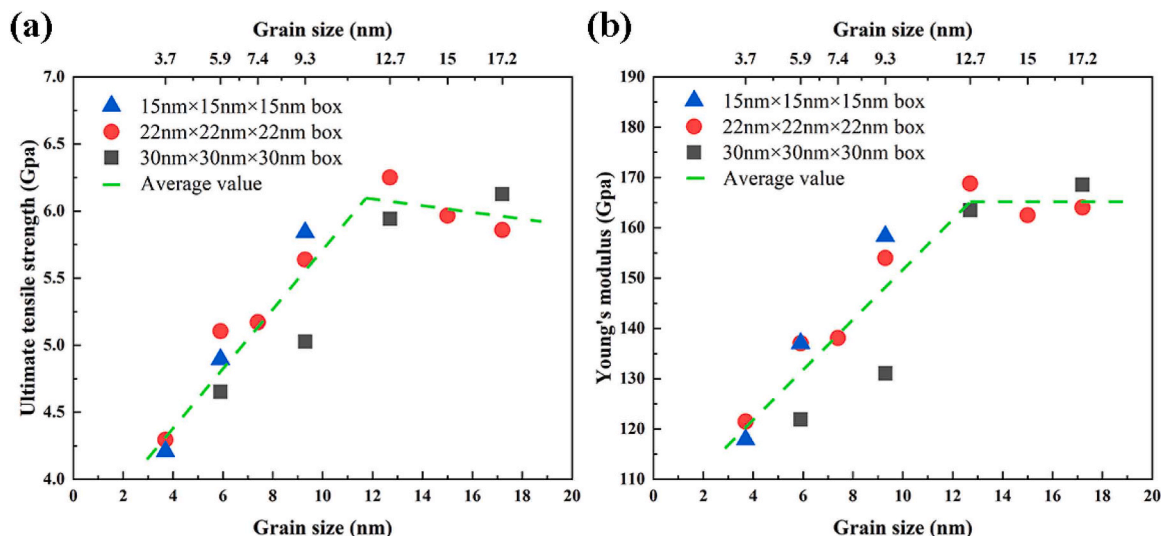 (a)
Grain size (nm)
3.7 5.9 7.4 9.3 12.7 15 17.2
7.0
6.5
6.0
5.5
5.0
4.5
4.0
Ultimate tensile strength (Gpa)
15nm×15nm×15nm box
22nm×22nm×22nm box
30nm×30nm×30nm box
Average value
0 2 4 6 8 10 12 14 16 18 20
Grain size (nm)
(b)
Grain size (nm)
3.7 5.9 7.4 9.3 12.7 15 17.2
190
180
170
160
150
140
130
120
110
Young's modulus (Gpa)
15nm×15nm×15nm box
22nm×22nm×22nm box
30nm×30nm×30nm box
Average value
0 2 4 6 8 10 12 14 16 18 20
Grain size (nm)